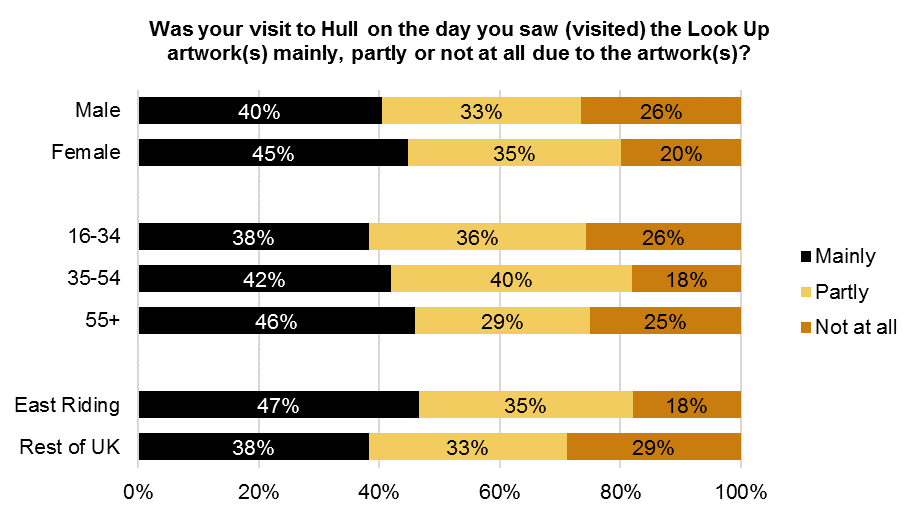 Was your visit to Hull on the day you saw (visited) the Look Up
artwork(s) mainly, partly or not at all due to the artwork(s)?
Male 40% 33% 26%
Female 45% 35% 20%
16-34 38% 36% 26%
35-54 42% 40% 18%
55+ 46% 29% 25%
East Riding 47% 35% 18%
Rest of UK 38% 33% 29%
0% 20% 40% 60% 80% 100%
Mainly
Partly
Not at all